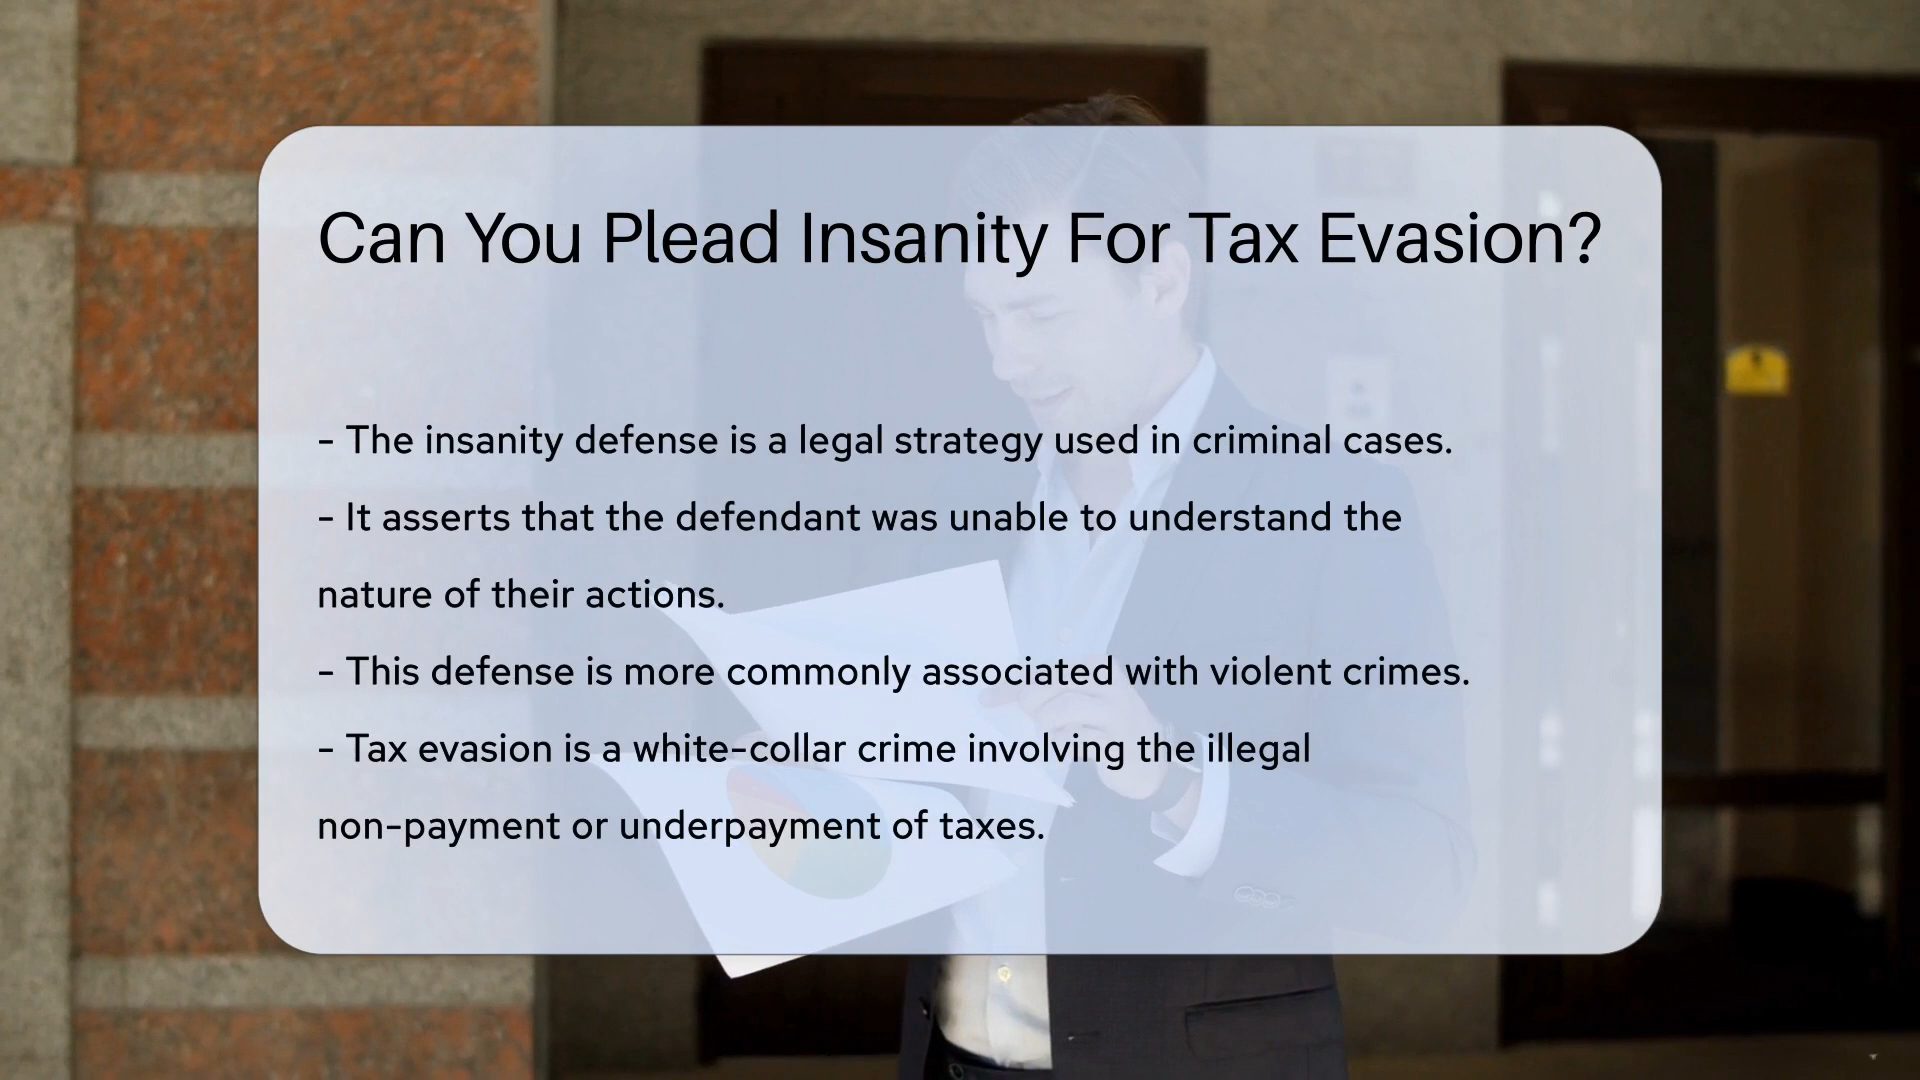 Can You Plead Insanity For Tax Evasion?
- The insanity defense is a legal strategy used in criminal cases.
- It asserts that the defendant was unable to understand the
nature of their actions.
- This defense is more commonly associated with violent crimes.
- Tax evasion is a white-collar crime involving the illegal
non-payment or underpayment of taxes.